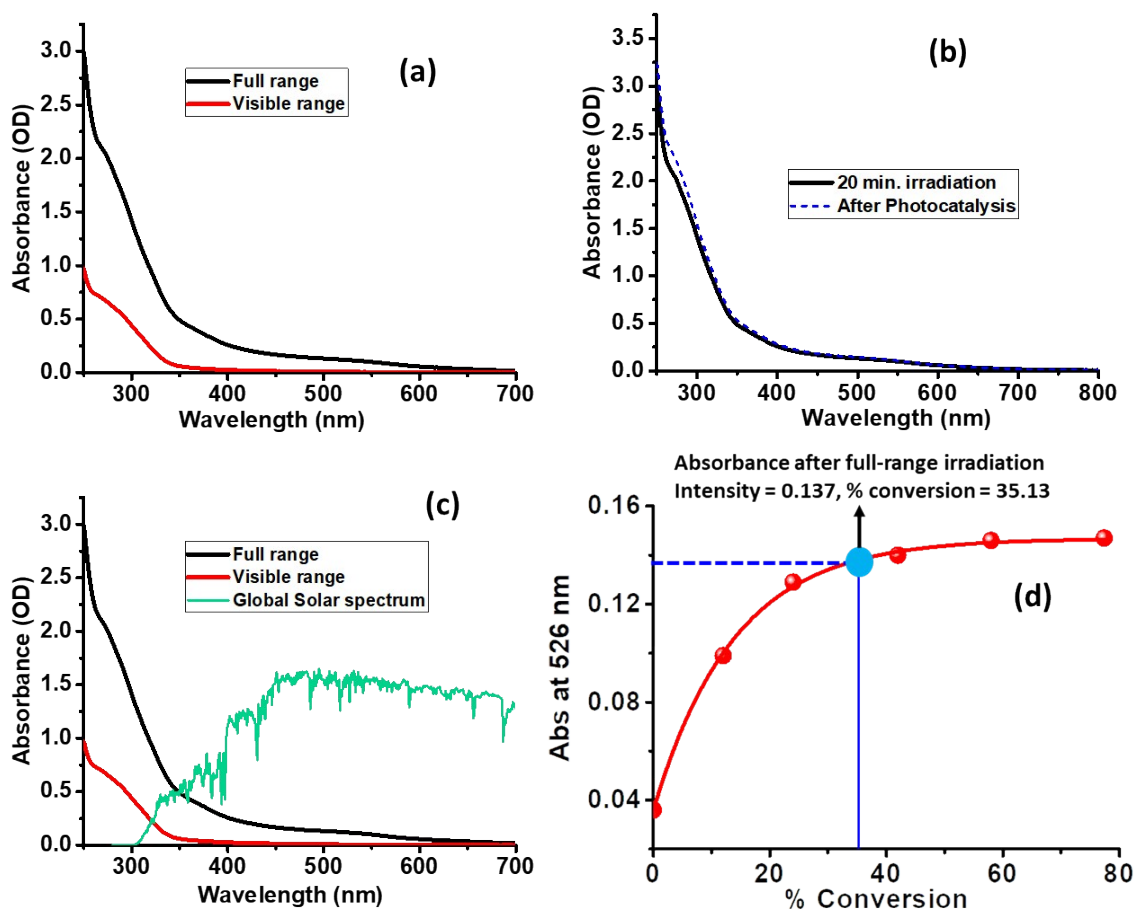 (a)
3.0
2.5
2.0
1.5
1.0
0.5
0.0
Absorbance (OD)
Full range
Visible range
300
400
500
600
700
Wavelength (nm)
(b)
3.5
3.0
2.5
2.0
1.5
1.0
0.5
0.0
Absorbance (OD)
20 min. irradiation
After Photocatalysis
300
400
500
600
700
800
Wavelength (nm)
(c)
3.0
2.5
2.0
1.5
1.0
0.5
0.0
Absorbance (OD)
Full range
Visible range
Global Solar spectrum
300
400
500
600
700
Wavelength (nm)
Absorbance after full-range irradiation
Intensity = 0.137, % conversion = 35.13
0.16
0.12
0.08
0.04
Abs at 526 nm
(d)
0
20
40
60
80
% Conversion